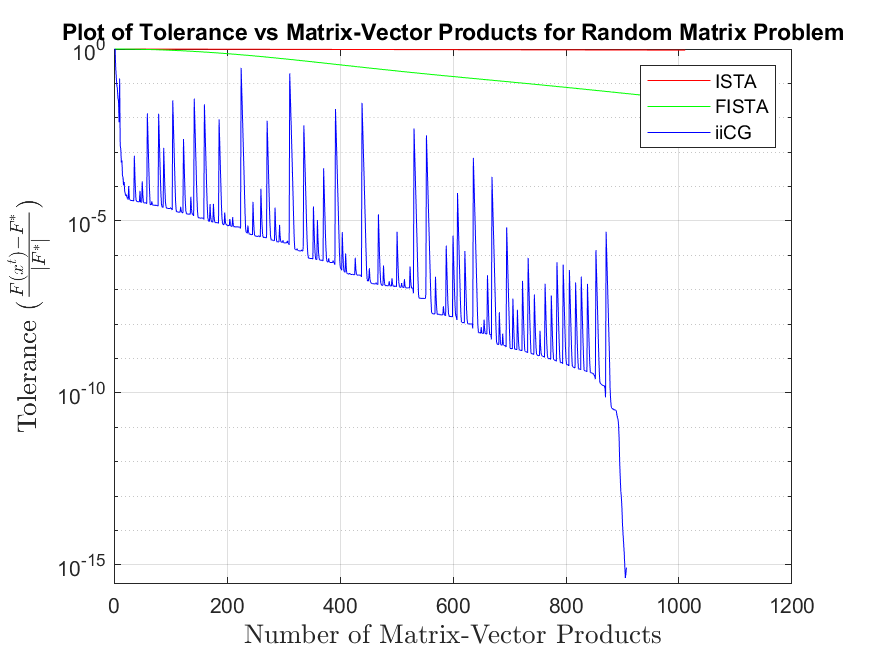 Plot of Tolerance vs Matrix-Vector Products for Random Matrix Problem
10^0
10^-5
10^-10
10^-15
Tolerance (\frac{F(x^t)-F^*}{|F^*|})
ISTA
FISTA
iiCG
0 200 400 600 800 1000 1200
Number of Matrix-Vector Products